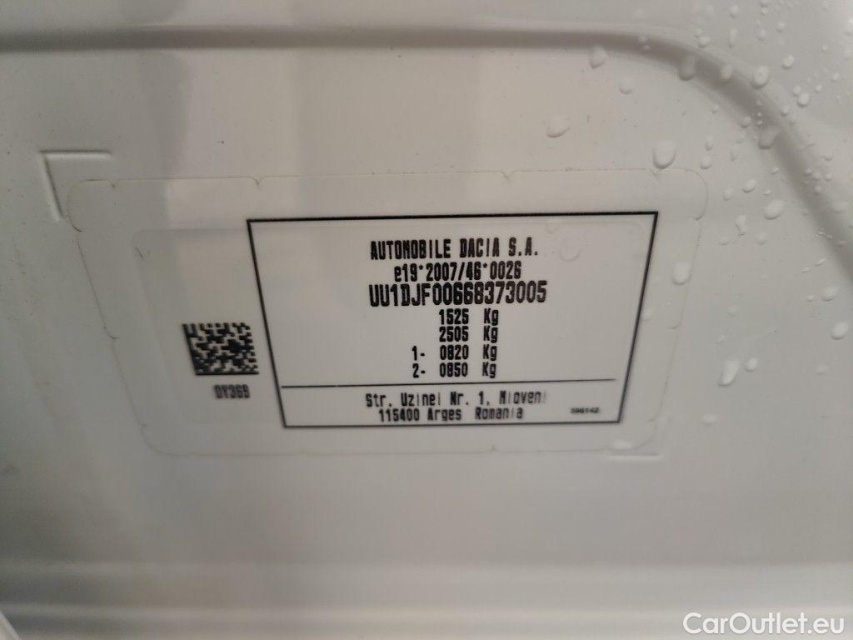 AUTOMOBILE DACIA S.A.
e19*2007/46*0026
UU1DJF00668373005
1525 Kg
2505 Kg
1- 0820 Kg
2- 0850 Kg
Str. Uzinei Nr. 1, Mioveni
115400 Arges Romania
CarOutlet.eu